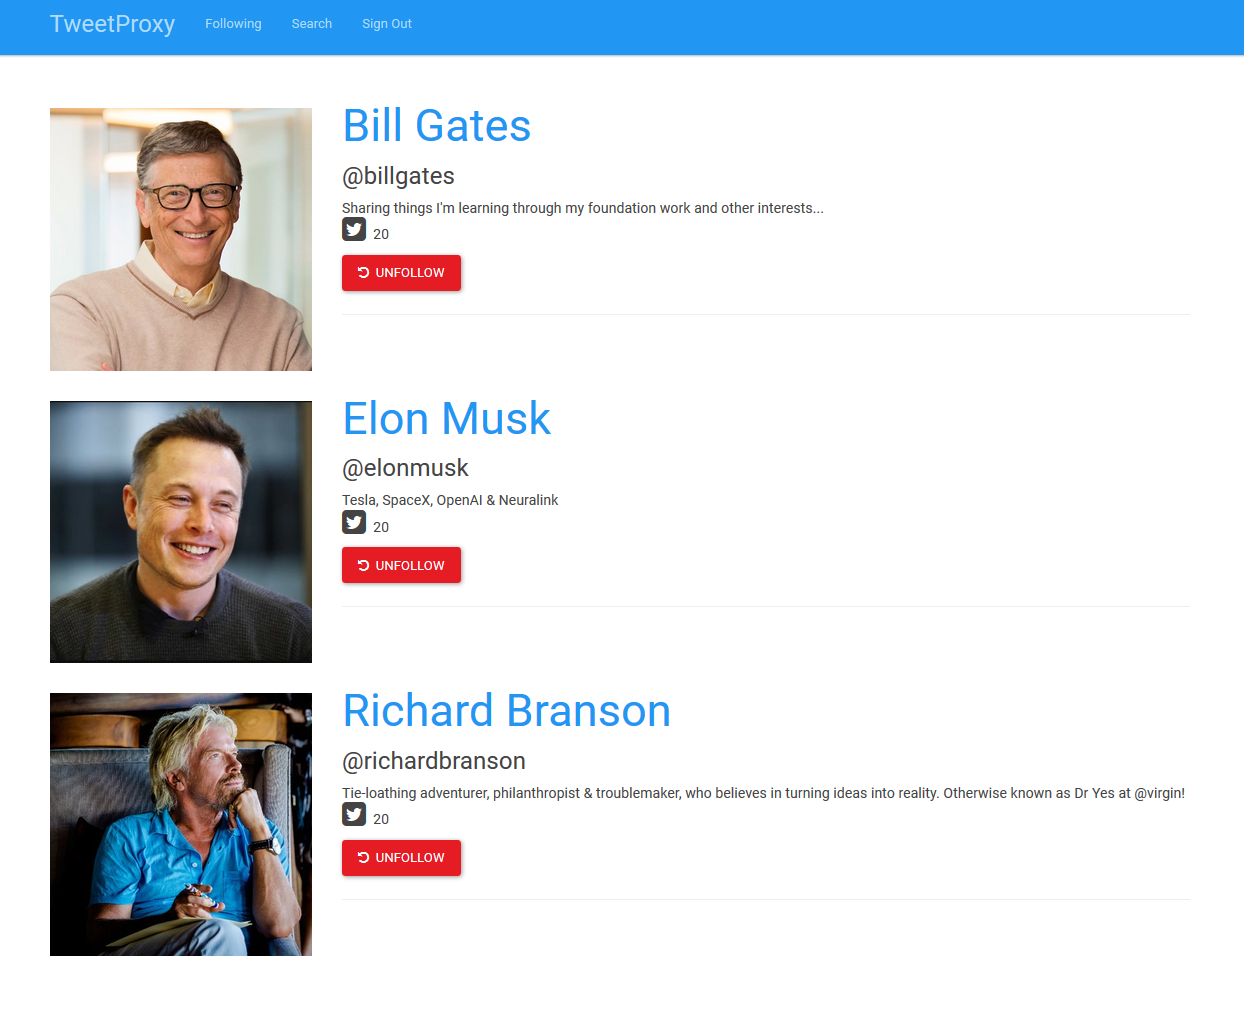 TweetProxy Following Search Sign Out
Bill Gates
@billgates
Sharing things I'm learning through my foundation work and other interests...
20
UNFOLLOW
Elon Musk
@elonmusk
Tesla, SpaceX, OpenAI & Neuralink
20
UNFOLLOW
Richard Branson
@richardbranson
Tie-loathing adventurer, philanthropist & troublemaker, who believes in turning ideas into reality. Otherwise known as Dr Yes at @virgin!
20
UNFOLLOW